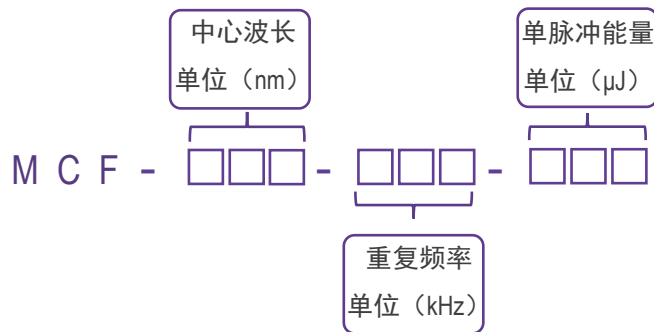 中心波长
单位（nm）
单脉冲能量
单位（μJ）
MCF-□□□-□□□-□□□
重复频率
单位（kHz）